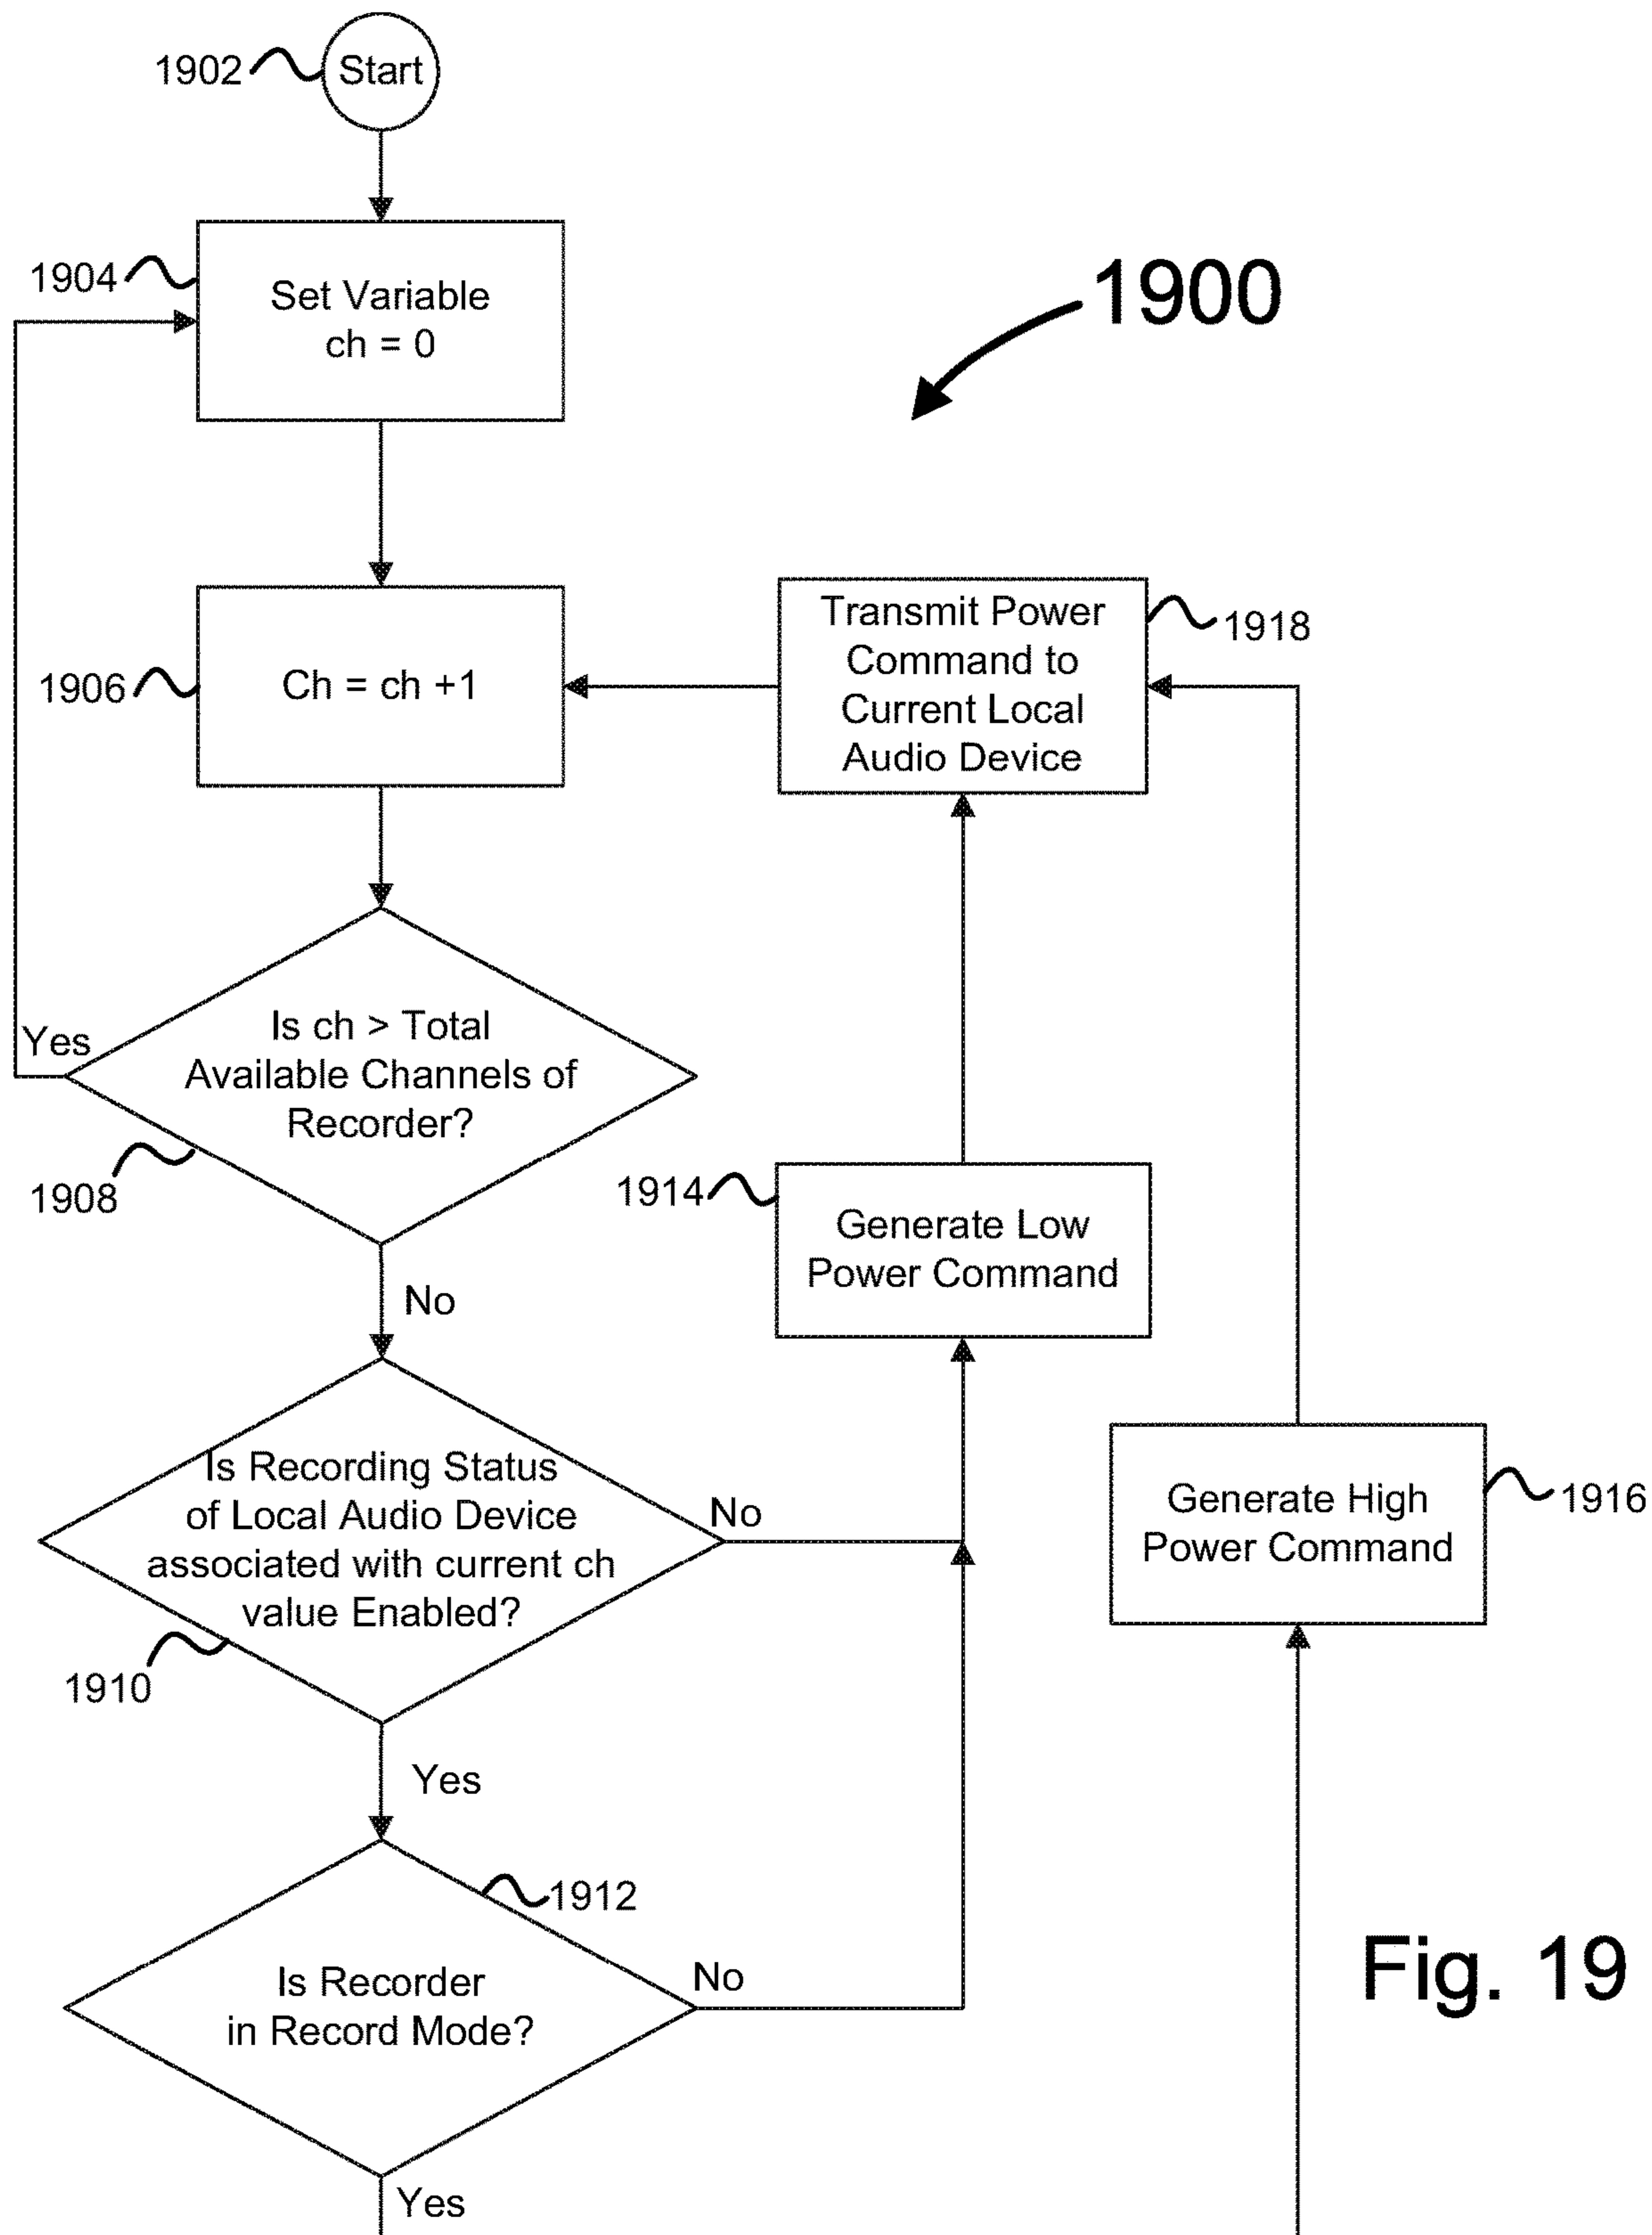 1902
Start
1904
Set Variable
ch = 0
1900
1906
Ch = ch +1
Transmit Power
Command to
Current Local
Audio Device
1918
Yes
Is ch > Total
Available Channels of
Recorder?
1908
No
1914
Generate Low
Power Command
Is Recording Status
of Local Audio Device
associated with current ch
value Enabled?
No
1910
Generate High
Power Command
1916
Yes
1912
Is Recorder
in Record Mode?
No
Yes
Fig. 19